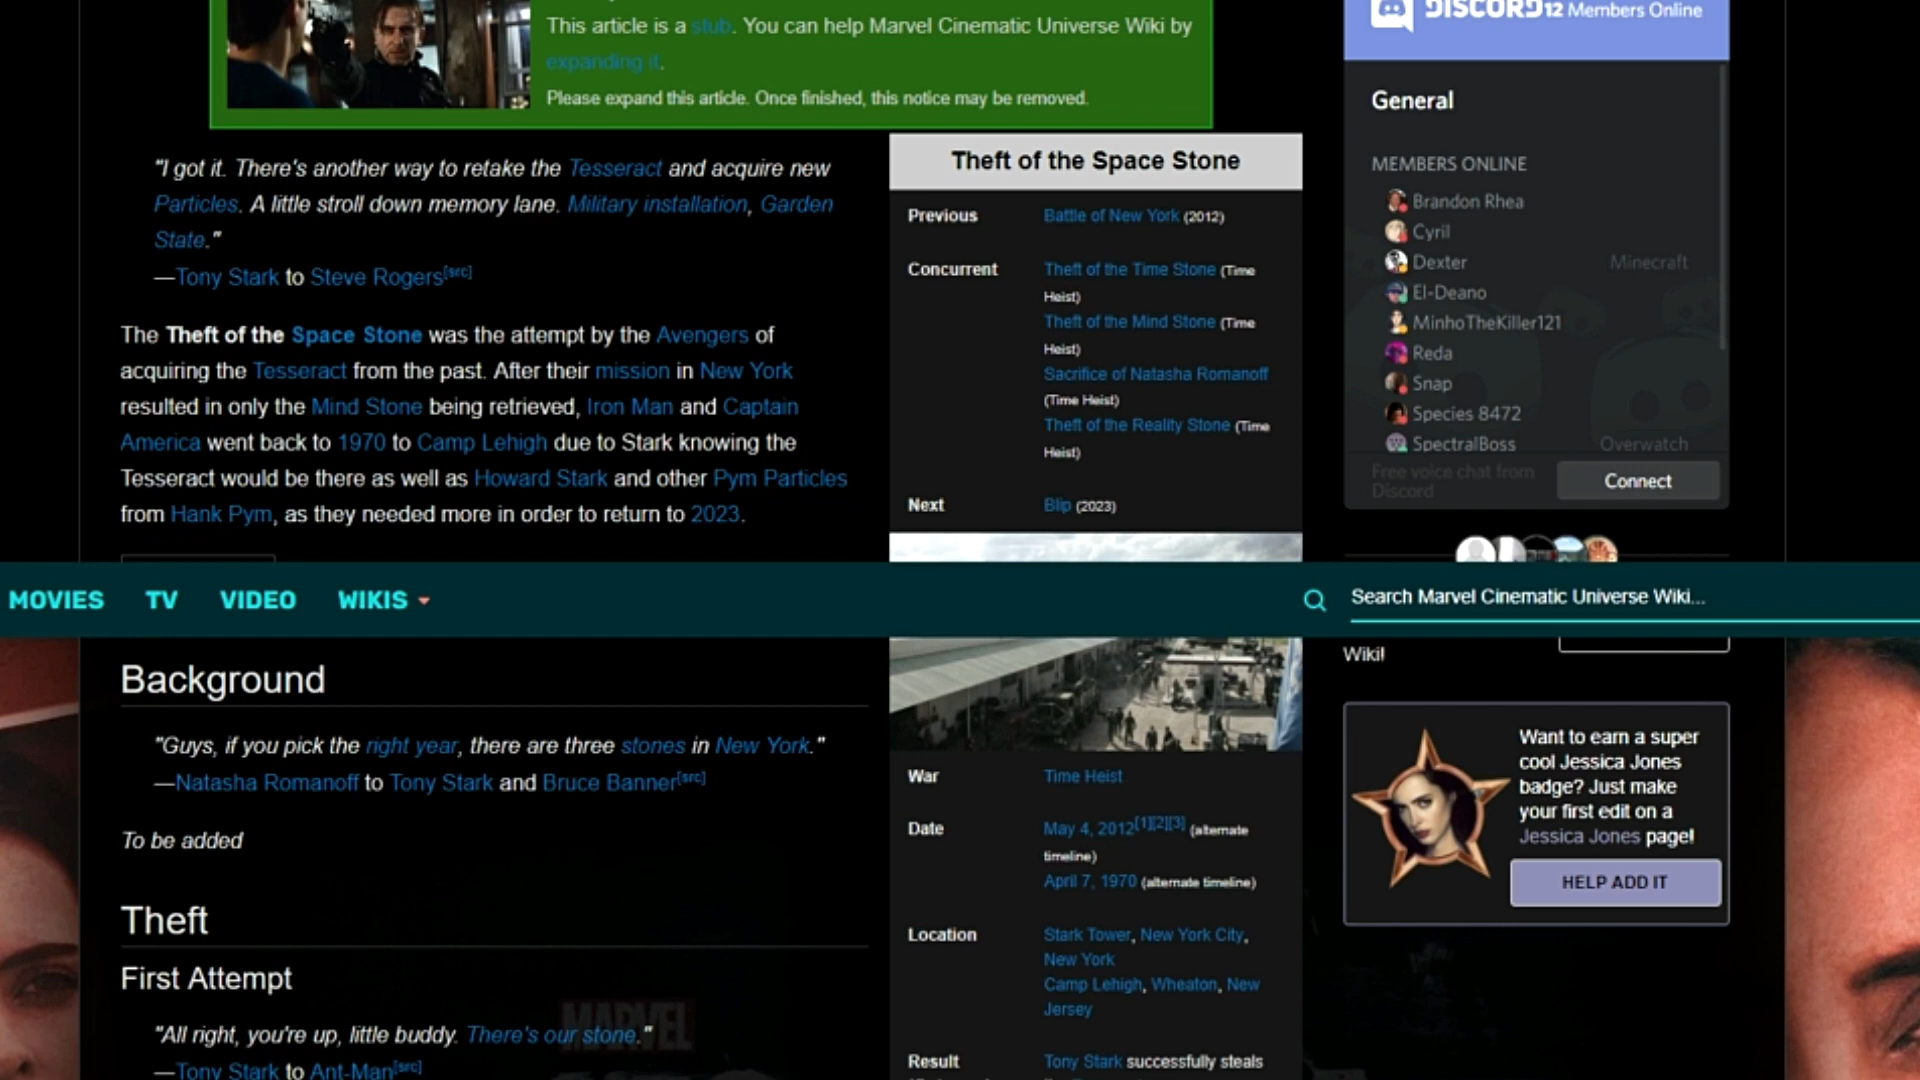 This article is a stub. You can help Marvel Cinematic Universe Wiki by
expanding it.
Please expand this article. Once finished, this notice may be removed.
"I got it. There's another way to retake the Tesseract and acquire new
Particles. A little stroll down memory lane. Military installation, Garden
State."
—Tony Stark to Steve Rogers[src]
The Theft of the Space Stone was the attempt by the Avengers of
acquiring the Tesseract from the past. After their mission in New York
resulted in only the Mind Stone being retrieved, Iron Man and Captain
America went back to 1970 to Camp Lehigh due to Stark knowing the
Tesseract would be there as well as Howard Stark and other Pym Particles
from Hank Pym, as they needed more in order to return to 2023.
Theft of the Space Stone
Previous Battle of New York (2012)
Concurrent Theft of the Time Stone (Time
Heist)
Theft of the Mind Stone (Time
Heist)
Sacrifice of Natasha Romanoff
(Time Heist)
Theft of the Reality Stone (Time
Heist)
Next Blip (2023)
DISCORD 12 Members Online
General
MEMBERS ONLINE
Brandon Rhea
Cyril
Dexter Minecraft
El-Deano
MinhoTheKiller121
Reda
Snap
Species 8472
SpectralBoss Overwatch
Free voice chat from
Discord
Connect
MOVIES TV VIDEO WIKIS
Search Marvel Cinematic Universe Wiki...
Background
"Guys, if you pick the right year, there are three stones in New York."
—Natasha Romanoff to Tony Stark and Bruce Banner[src]
To be added
Theft
First Attempt
"All right, you're up, little buddy. There's our stone."
—Tony Stark to Ant-Man[src]
MARVEL
War Time Heist
Date May 4, 2012[1][2][3] (alternate
timeline)
April 7, 1970 (alternate timeline)
Location Stark Tower, New York City,
New York
Camp Lehigh, Wheaton, New
Jersey
Result Tony Stark successfully steals
Wiki!
Want to earn a super
cool Jessica Jones
badge? Just make
your first edit on a
Jessica Jones page!
HELP ADD IT